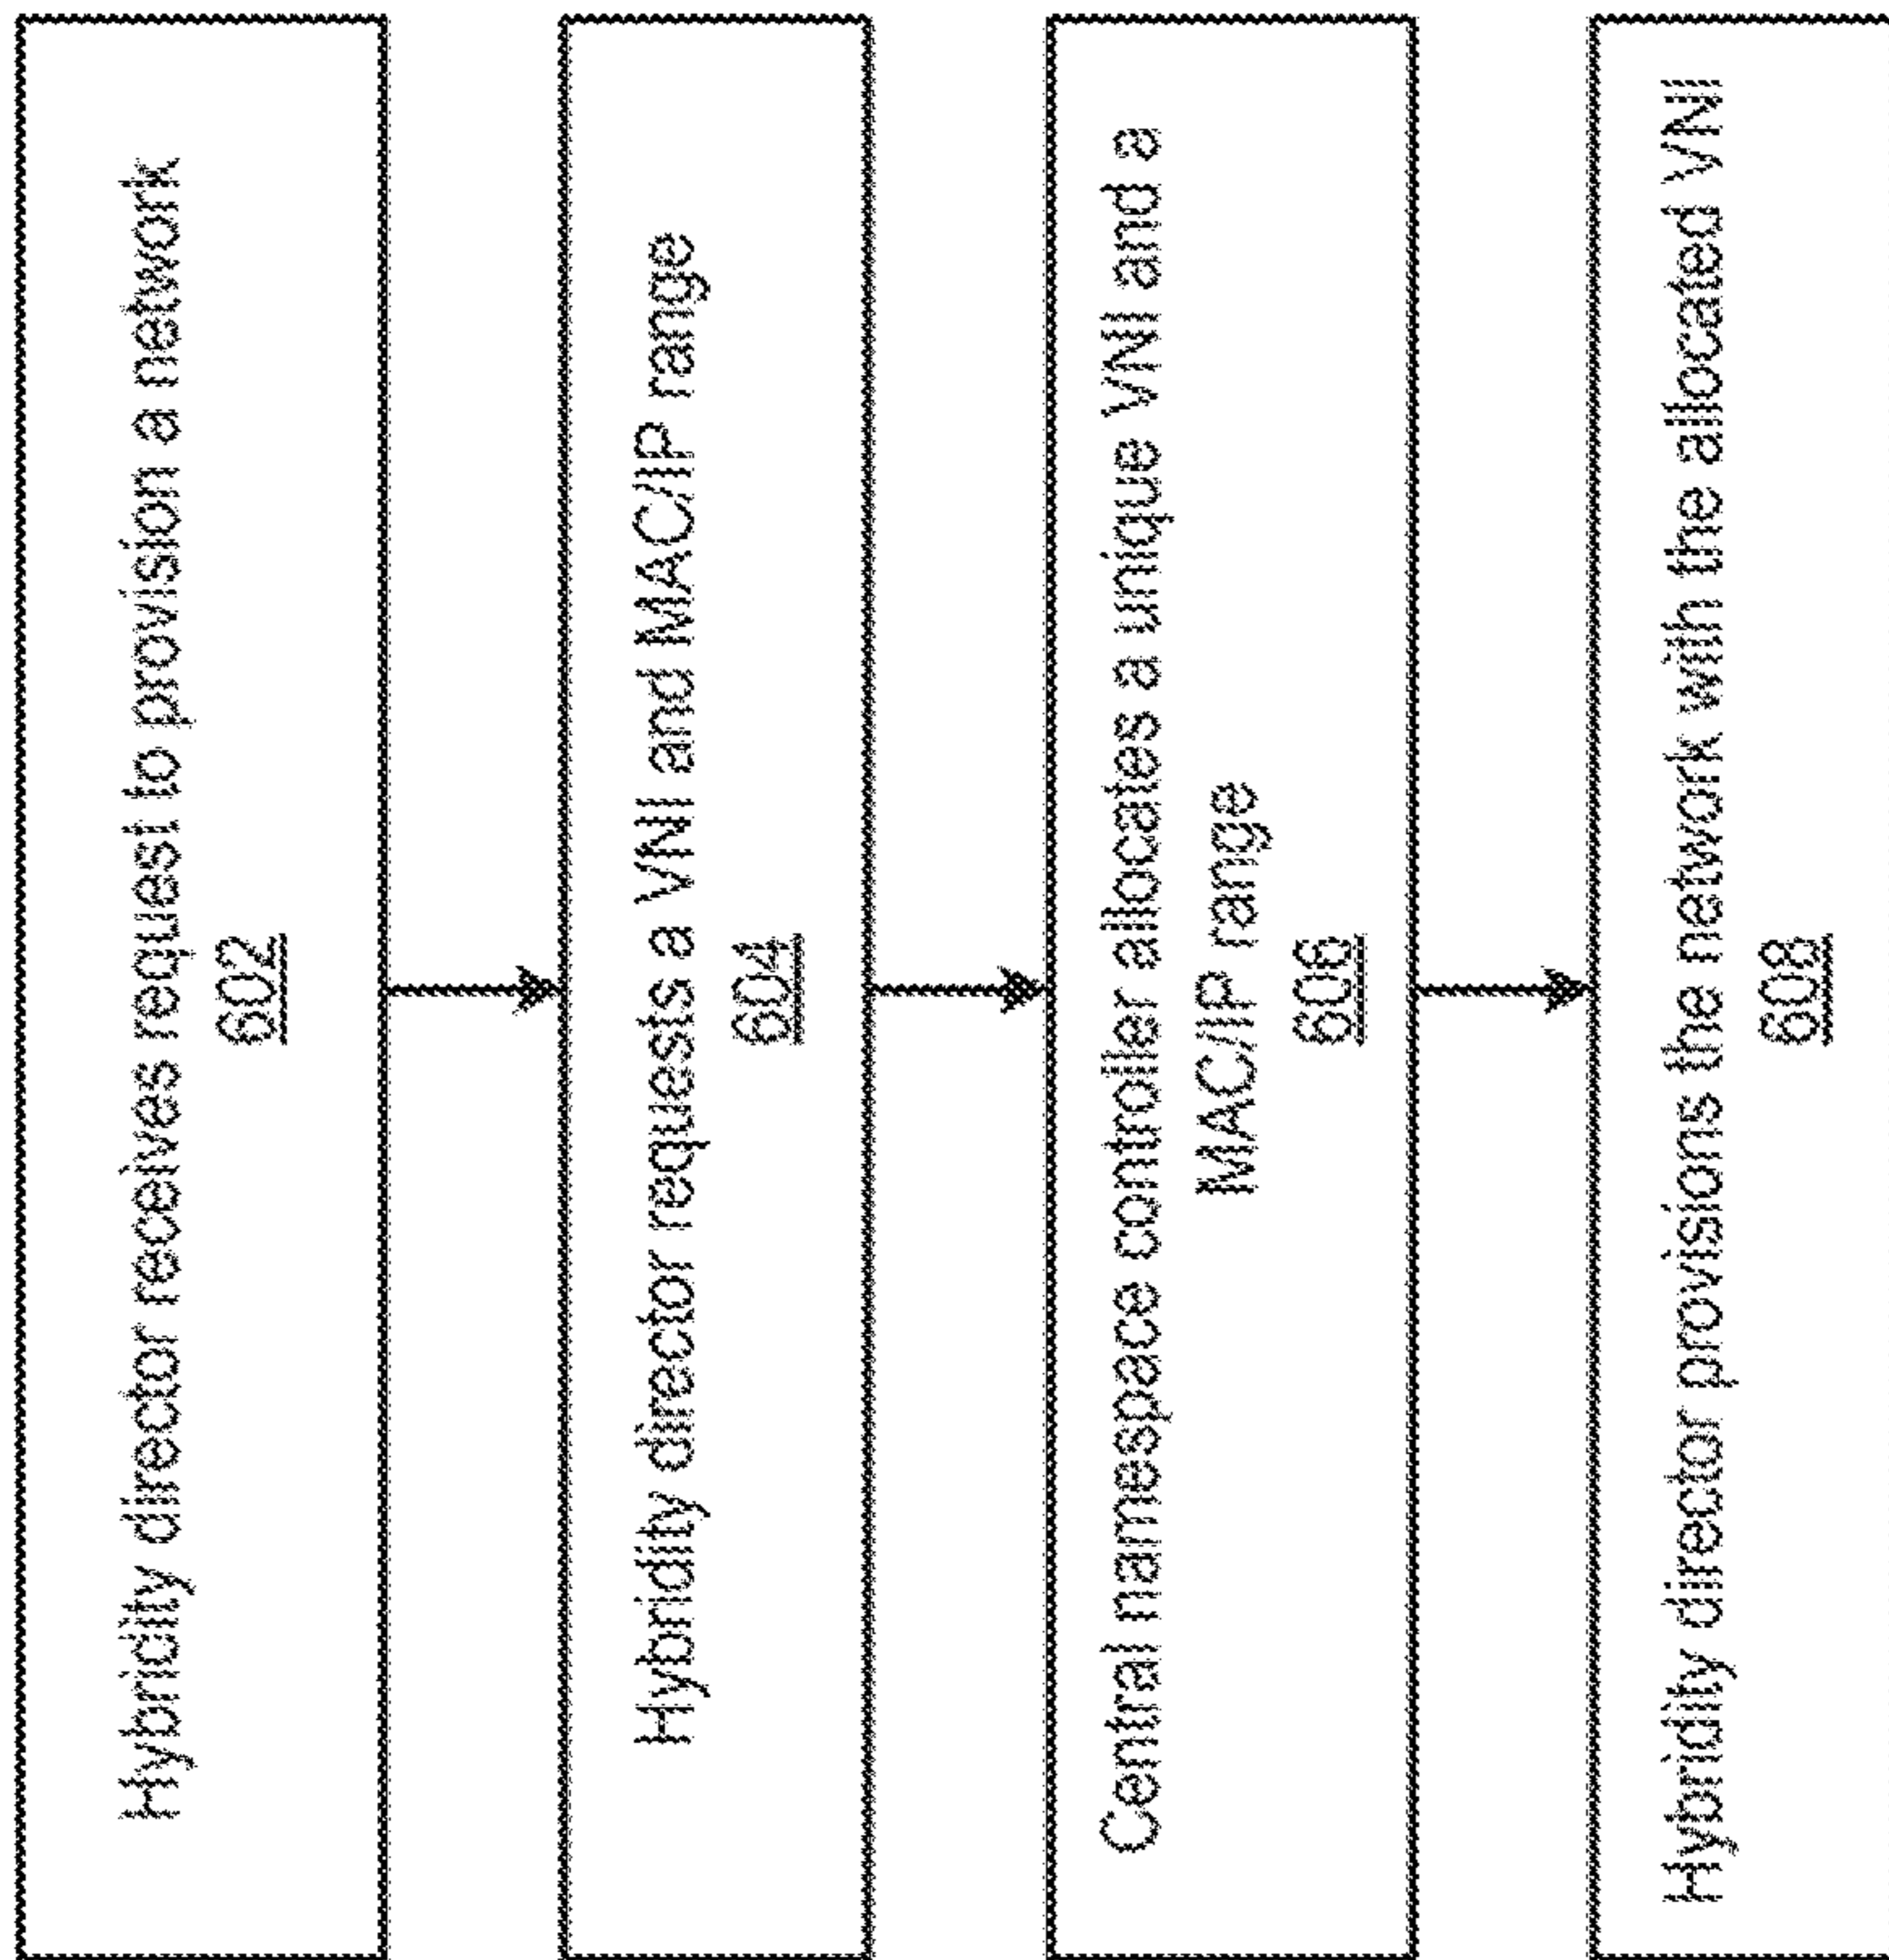 Hybridity director receives request to provision a network
602
Hybridity director requests a VNI and MAC/IP range
604
Central namespace controller allocates a unique VNI and a
MAC/IP range
606
Hybridity director provisions the network with the allocated VNI
608